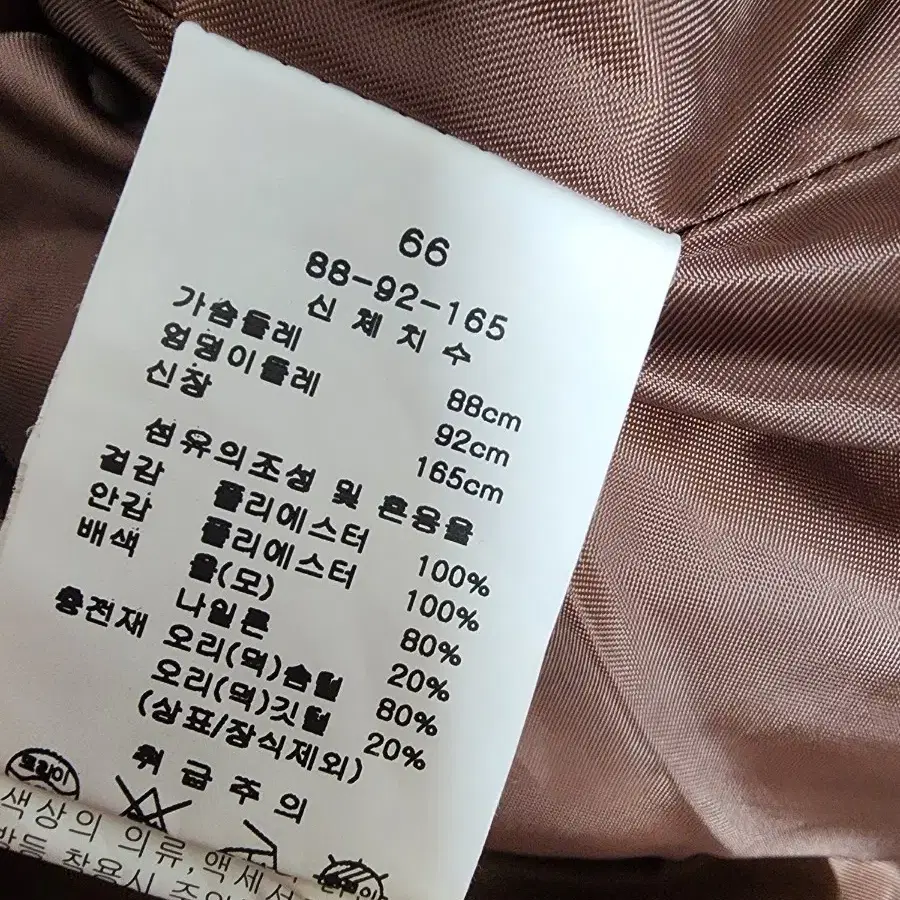 66
88-92-165
신체치수
가슴둘레 88cm
엉덩이둘레 92cm
신장 165cm
섬유의조성 및 혼용율
겉감 폴리에스터 100%
안감 폴리에스터 100%
배색 울(모) 80%
나일론 20%
충전재 오리(덕)솜털 80%
오리(덕)깃털 20%
(상표/장식제외)
취급주의
드라이
색상의 의류,액세서
착용시